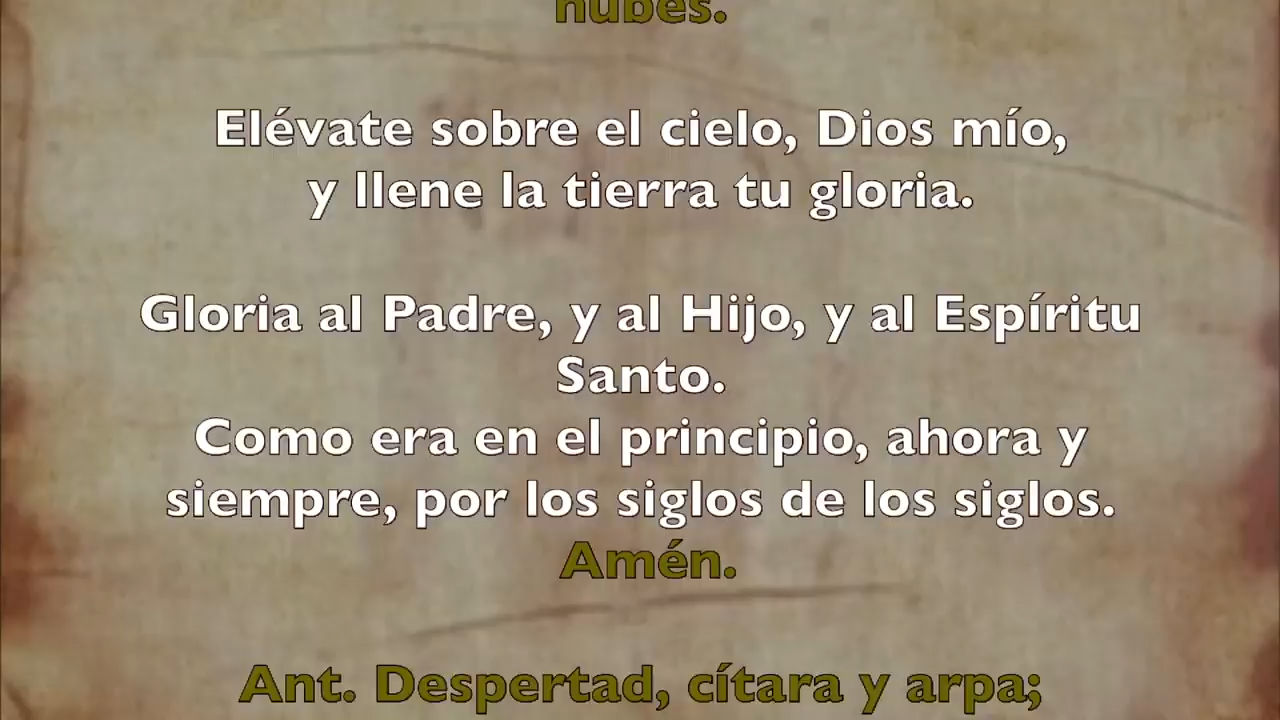 nubes.
Elévate sobre el cielo, Dios mío,
y llene la tierra tu gloria.
Gloria al Padre, y al Hijo, y al Espíritu
Santo.
Como era en el principio, ahora y
siempre, por los siglos de los siglos.
Amén.
Ant. Despertad, cítara y arpa;